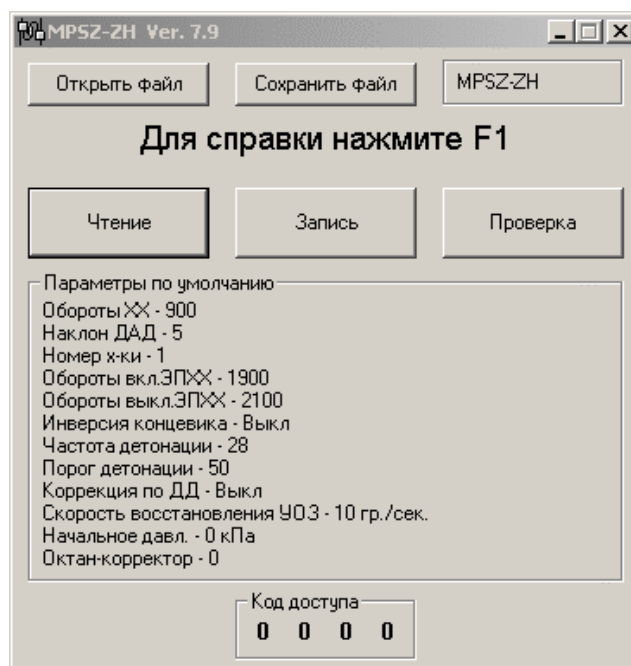 MPSZ-ZH Ver. 7.9
Открыть файл Сохранить файл MPSZ-ZH
Для справки нажмите F1
Чтение Запись Проверка
Параметры по умолчанию
Обороты XX - 900
Наклон ДАД - 5
Номер х-ки - 1
Обороты вкл.ЭПХХ - 1900
Обороты выкл.ЭПХХ - 2100
Инверсия концевика - Выкл
Частота детонации - 28
Порог детонации - 50
Коррекция по ДД - Выкл
Скорость восстановления УОЗ - 10 гр./сек.
Начальное давл. - 0 кПа
Октан-корректор - 0
Код доступа
0 0 0 0